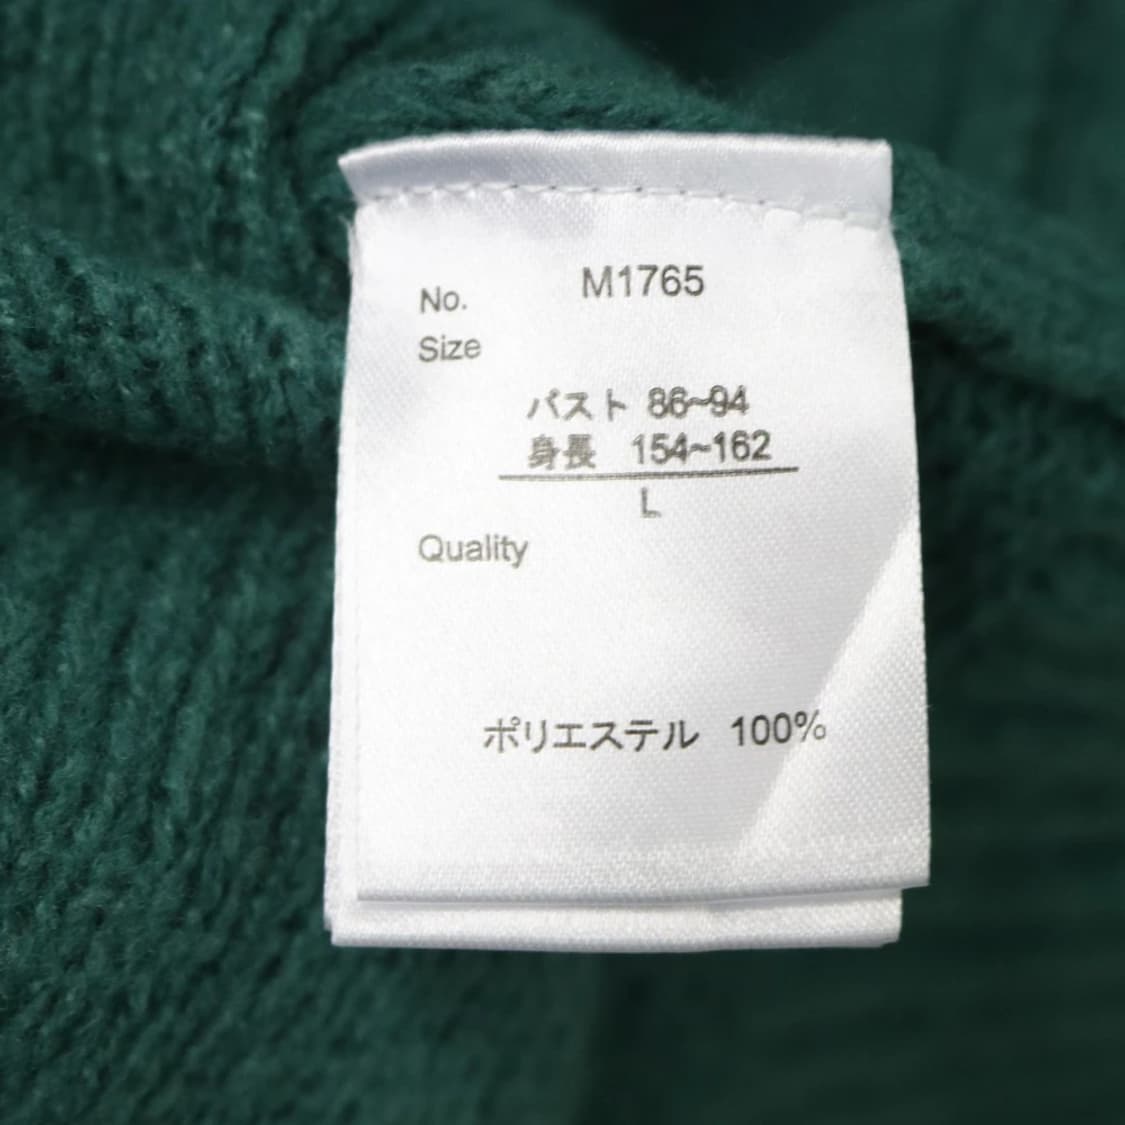 No. M1765
Size
バスト 86~94
身長 154~162
L
Quality
ポリエステル 100%